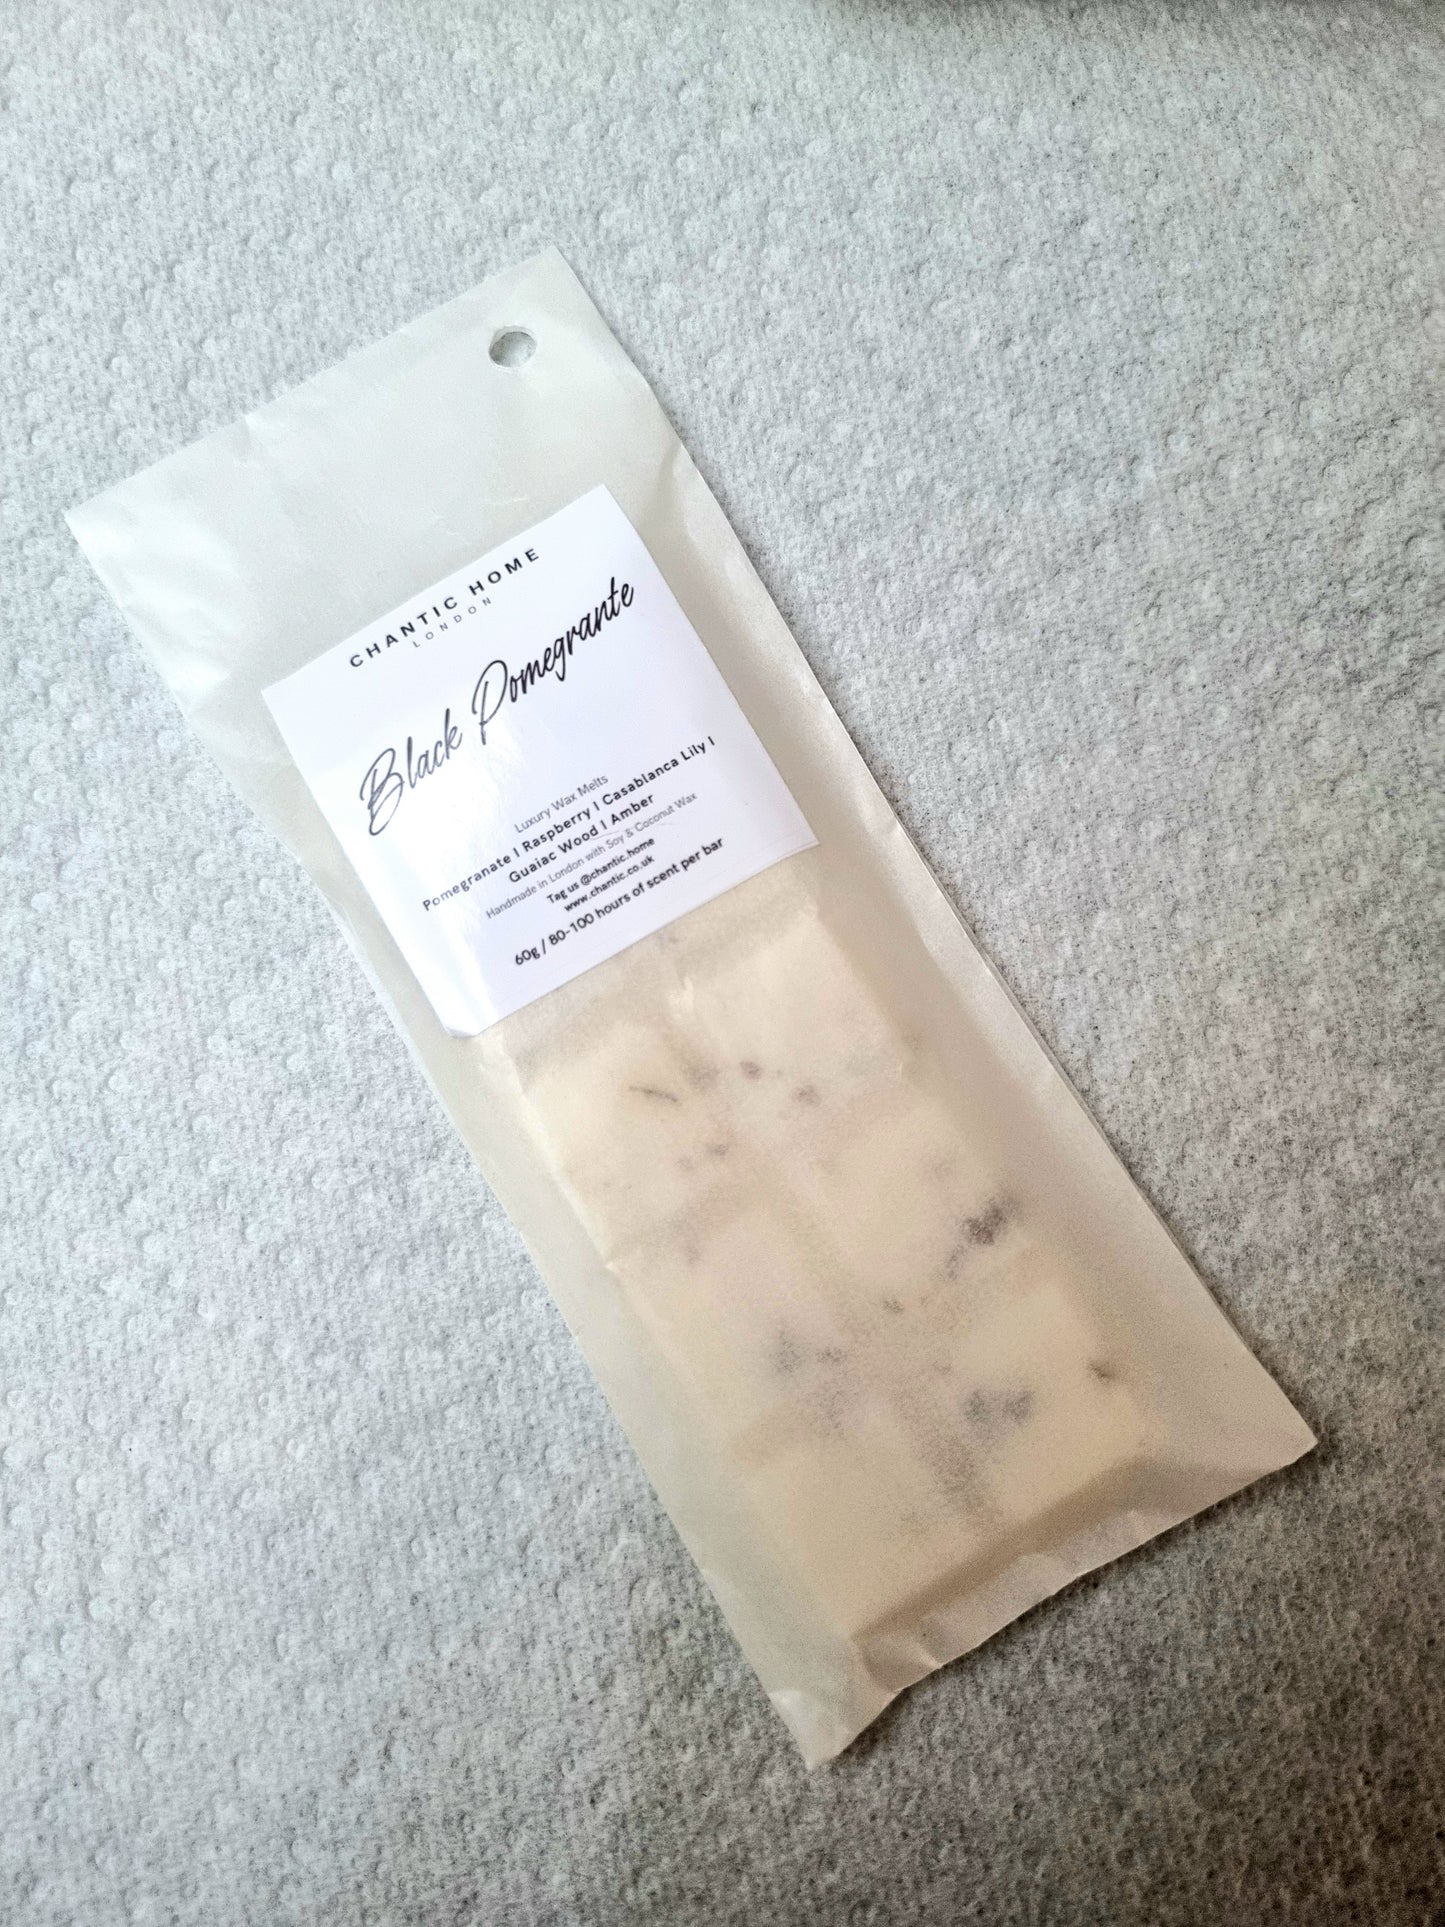 CHANTIC HOME
LONDON
Black Pomegrante
Luxury Wax Melts
Pomegranate I Raspberry I Casablanca Lily I
Guaiac Wood I Amber
Handmade in London with Soy & Coconut Wax
Tag us @chantic.home
www.chantic.co.uk
60g / 80-100 hours of scent per bar